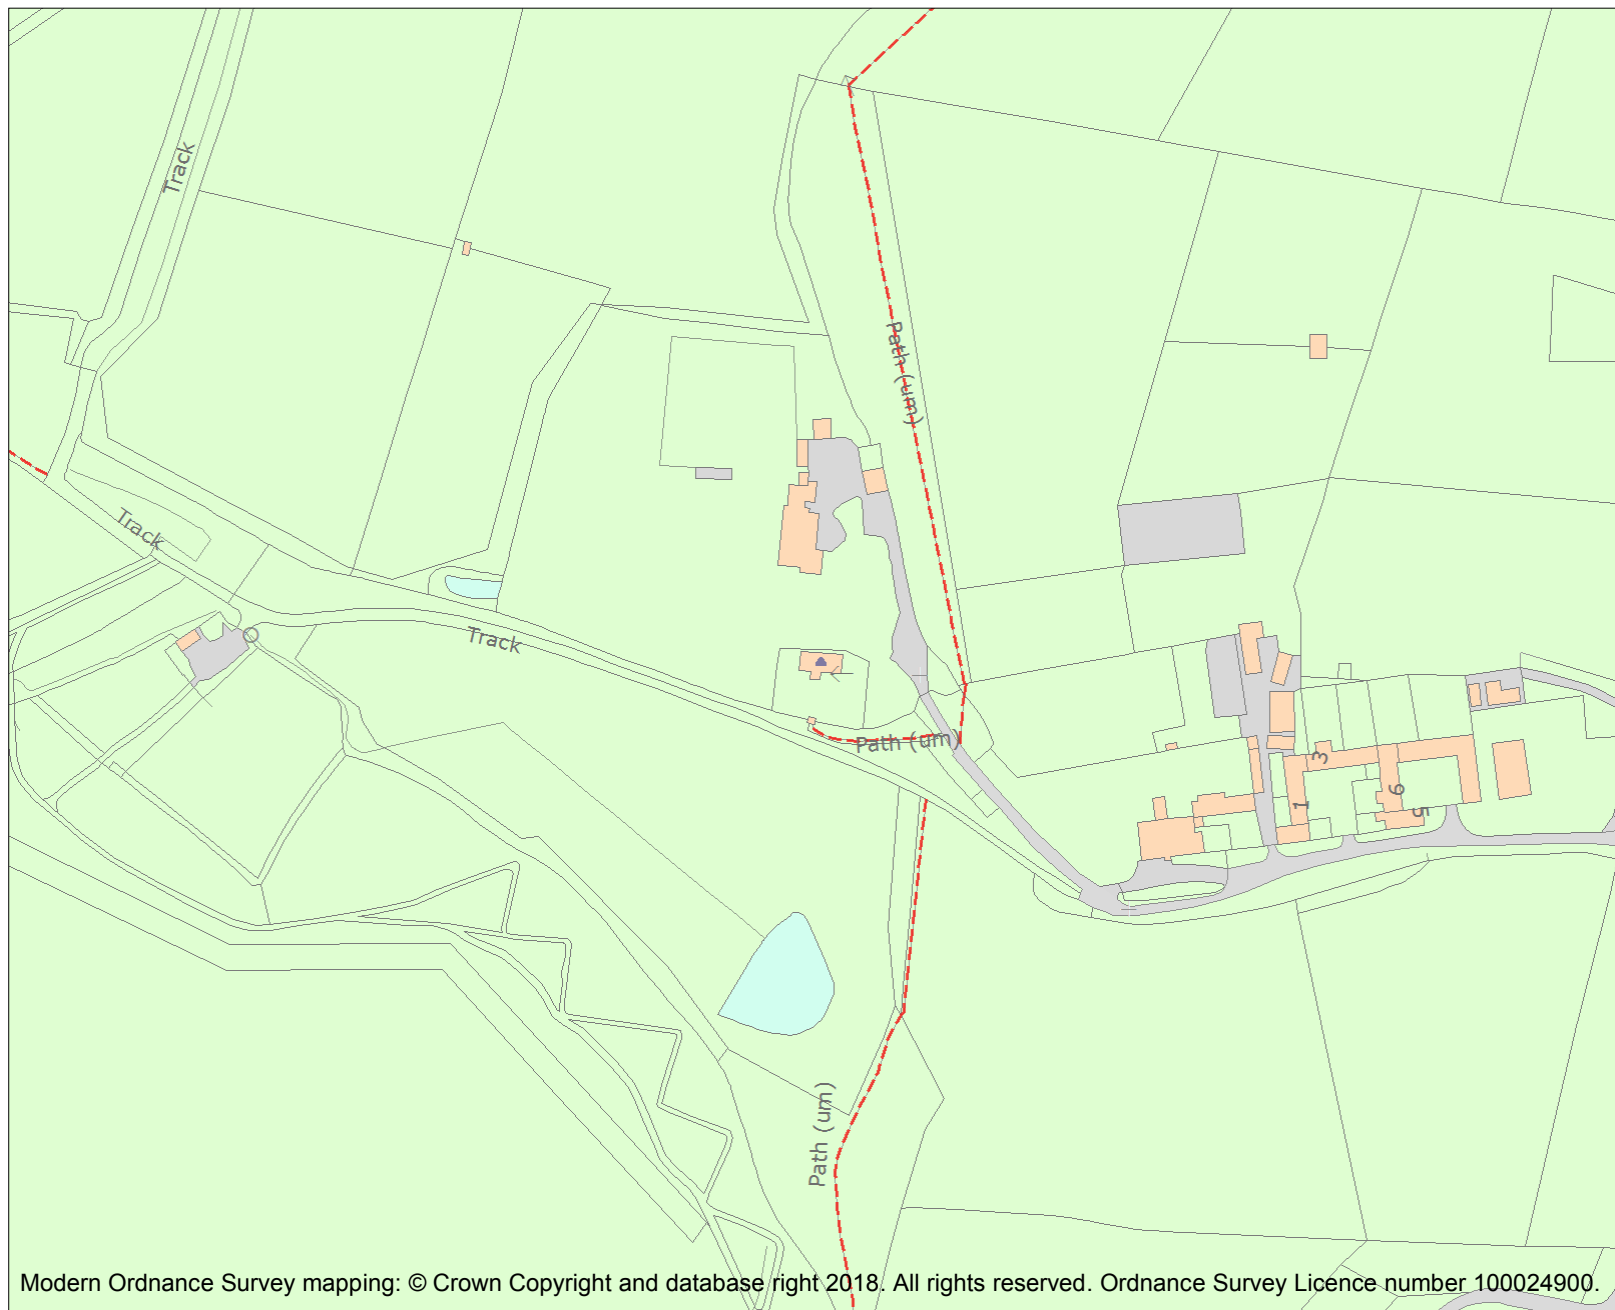 Track
Path (um)
Track
Track
Path (um)
3
1
6
5
Path (um)
Modern Ordnance Survey mapping: © Crown Copyright and database right 2018. All rights reserved. Ordnance Survey Licence number 100024900.